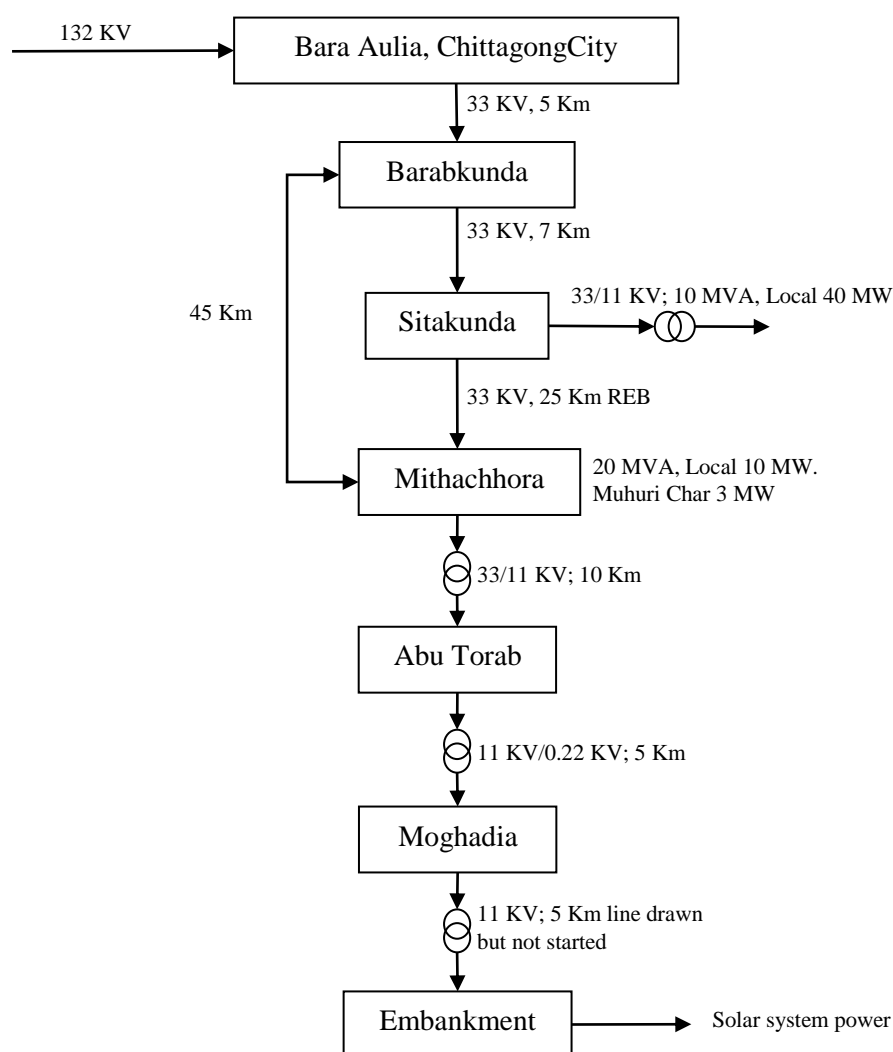 132 KV
Bara Aulia, ChittagongCity
33 KV, 5 Km
Barabkunda
33 KV, 7 Km
45 Km
33/11 KV; 10 MVA, Local 40 MW
Sitakunda
33 KV, 25 Km REB
Mithachhora
20 MVA, Local 10 MW.
Muhuri Char 3 MW
33/11 KV; 10 Km
Abu Torab
11 KV/0.22 KV; 5 Km
Moghadia
11 KV; 5 Km line drawn
but not started
Embankment
Solar system power